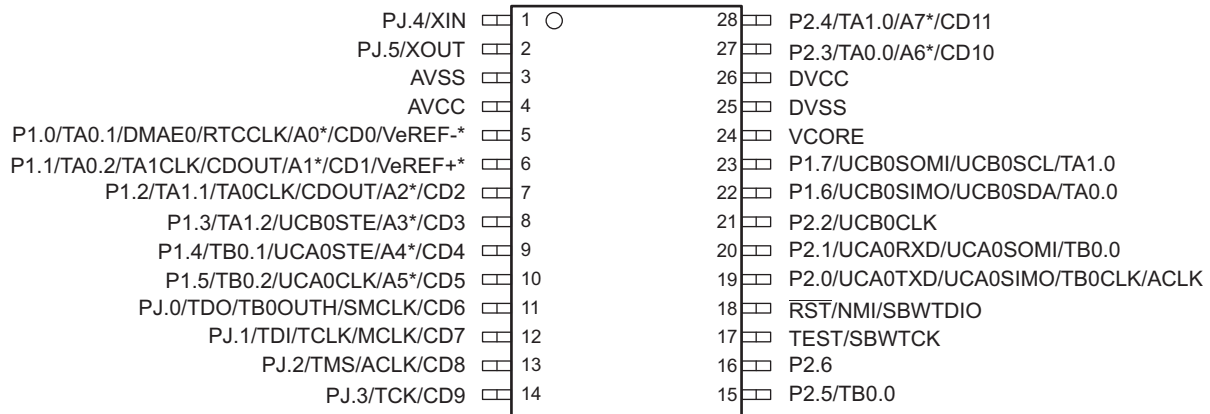 PJ.4/XIN 1 28 P2.4/TA1.0/A7*/CD11
PJ.5/XOUT 2 27 P2.3/TA0.0/A6*/CD10
AVSS 3 26 DVCC
AVCC 4 25 DVSS
P1.0/TA0.1/DMAE0/RTCCLK/A0*/CD0/VeREF-* 5 24 VCORE
P1.1/TA0.2/TA1CLK/CDOUT/A1*/CD1/VeREF+* 6 23 P1.7/UCB0SOMI/UCB0SCL/TA1.0
P1.2/TA1.1/TA0CLK/CDOUT/A2*/CD2 7 22 P1.6/UCB0SIMO/UCB0SDA/TA0.0
P1.3/TA1.2/UCB0STE/A3*/CD3 8 21 P2.2/UCB0CLK
P1.4/TB0.1/UCA0STE/A4*/CD4 9 20 P2.1/UCA0RXD/UCA0SOMI/TB0.0
P1.5/TB0.2/UCA0CLK/A5*/CD5 10 19 P2.0/UCA0TXD/UCA0SIMO/TB0CLK/ACLK
PJ.0/TDO/TB0OUTH/SMCLK/CD6 11 18 RST/NMI/SBWTDIO
PJ.1/TDI/TCLK/MCLK/CD7 12 17 TEST/SBWTCK
PJ.2/TMS/ACLK/CD8 13 16 P2.6
PJ.3/TCK/CD9 14 15 P2.5/TB0.0